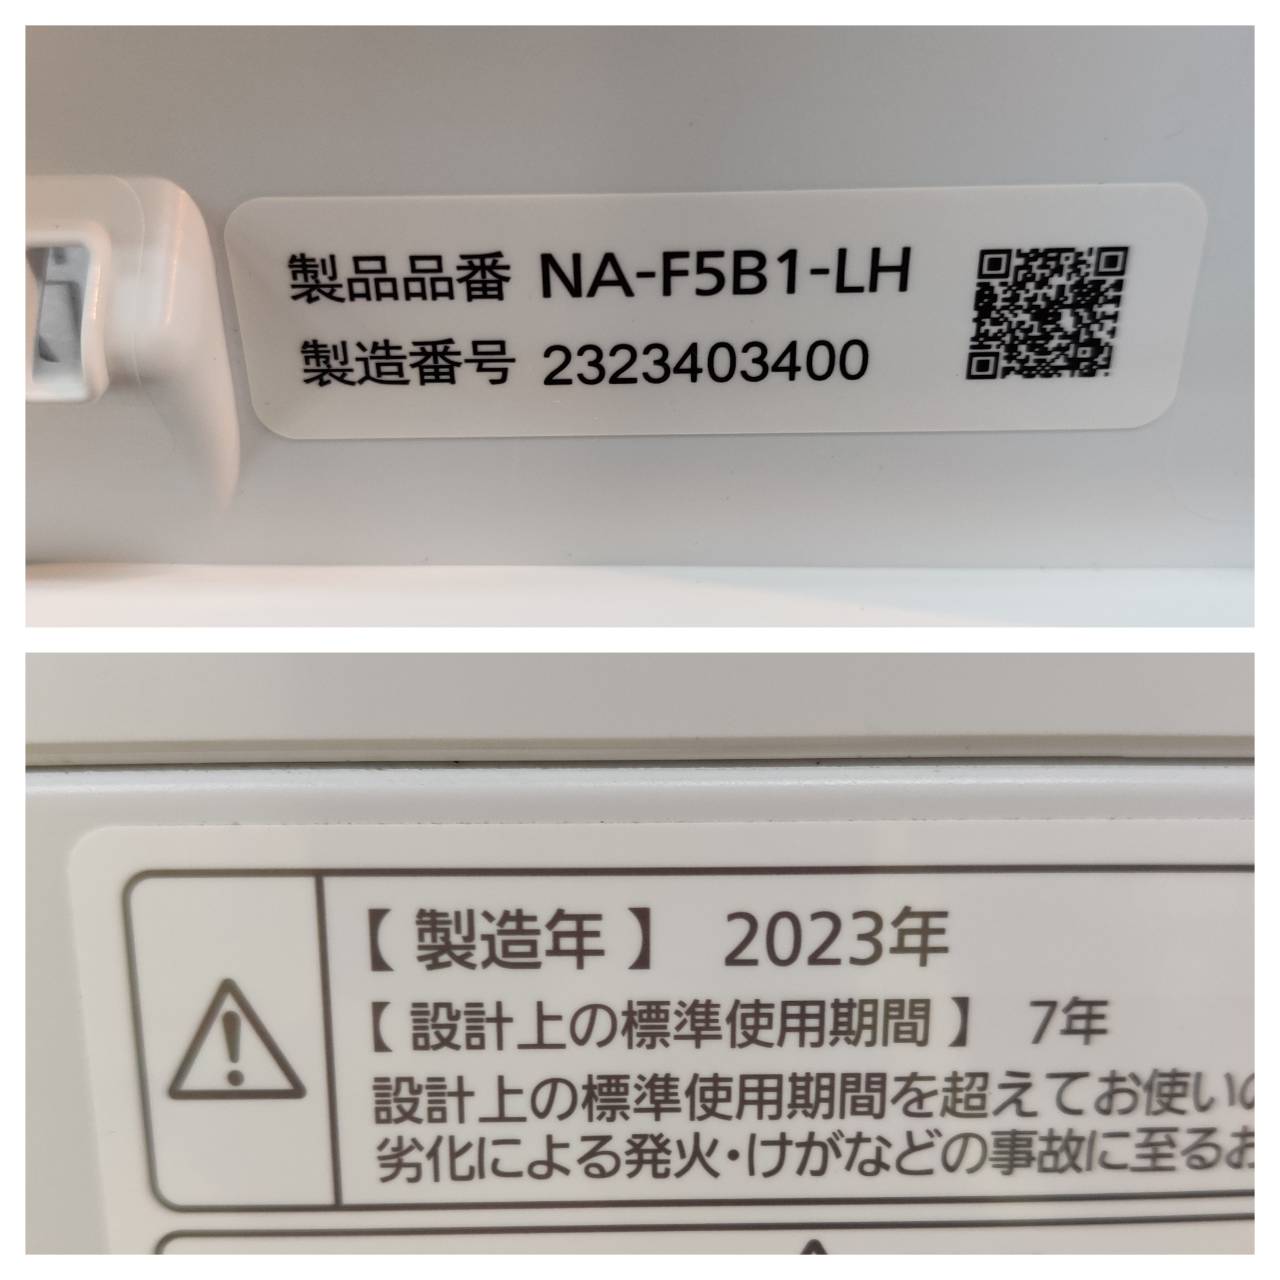 製品品番 NA-F5B1-LH
製造番号 2323403400
【 製造年 】 2023年
【 設計上の標準使用期間 】 7年
設計上の標準使用期間を超えてお使いの
劣化による発火・けがなどの事故に至るお